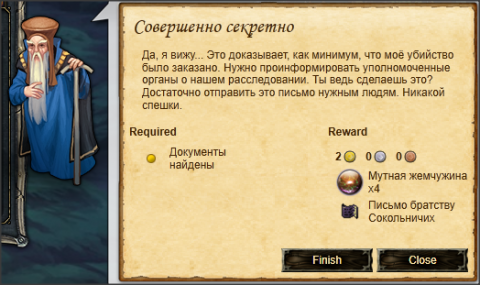 Совершенно секретно
Да, я вижу... Это доказывает, как минимум, что моё убийство
было заказано. Нужно проинформировать уполномоченные
органы о нашем расследовании. Ты ведь сделаешь это?
Достаточно отправить это письмо нужным людям. Никакой
спешки.
Required
Документы
найдены
Reward
2 0 0
Мутная жемчужина
x4
Письмо братству
Сокольничих
Finish Close